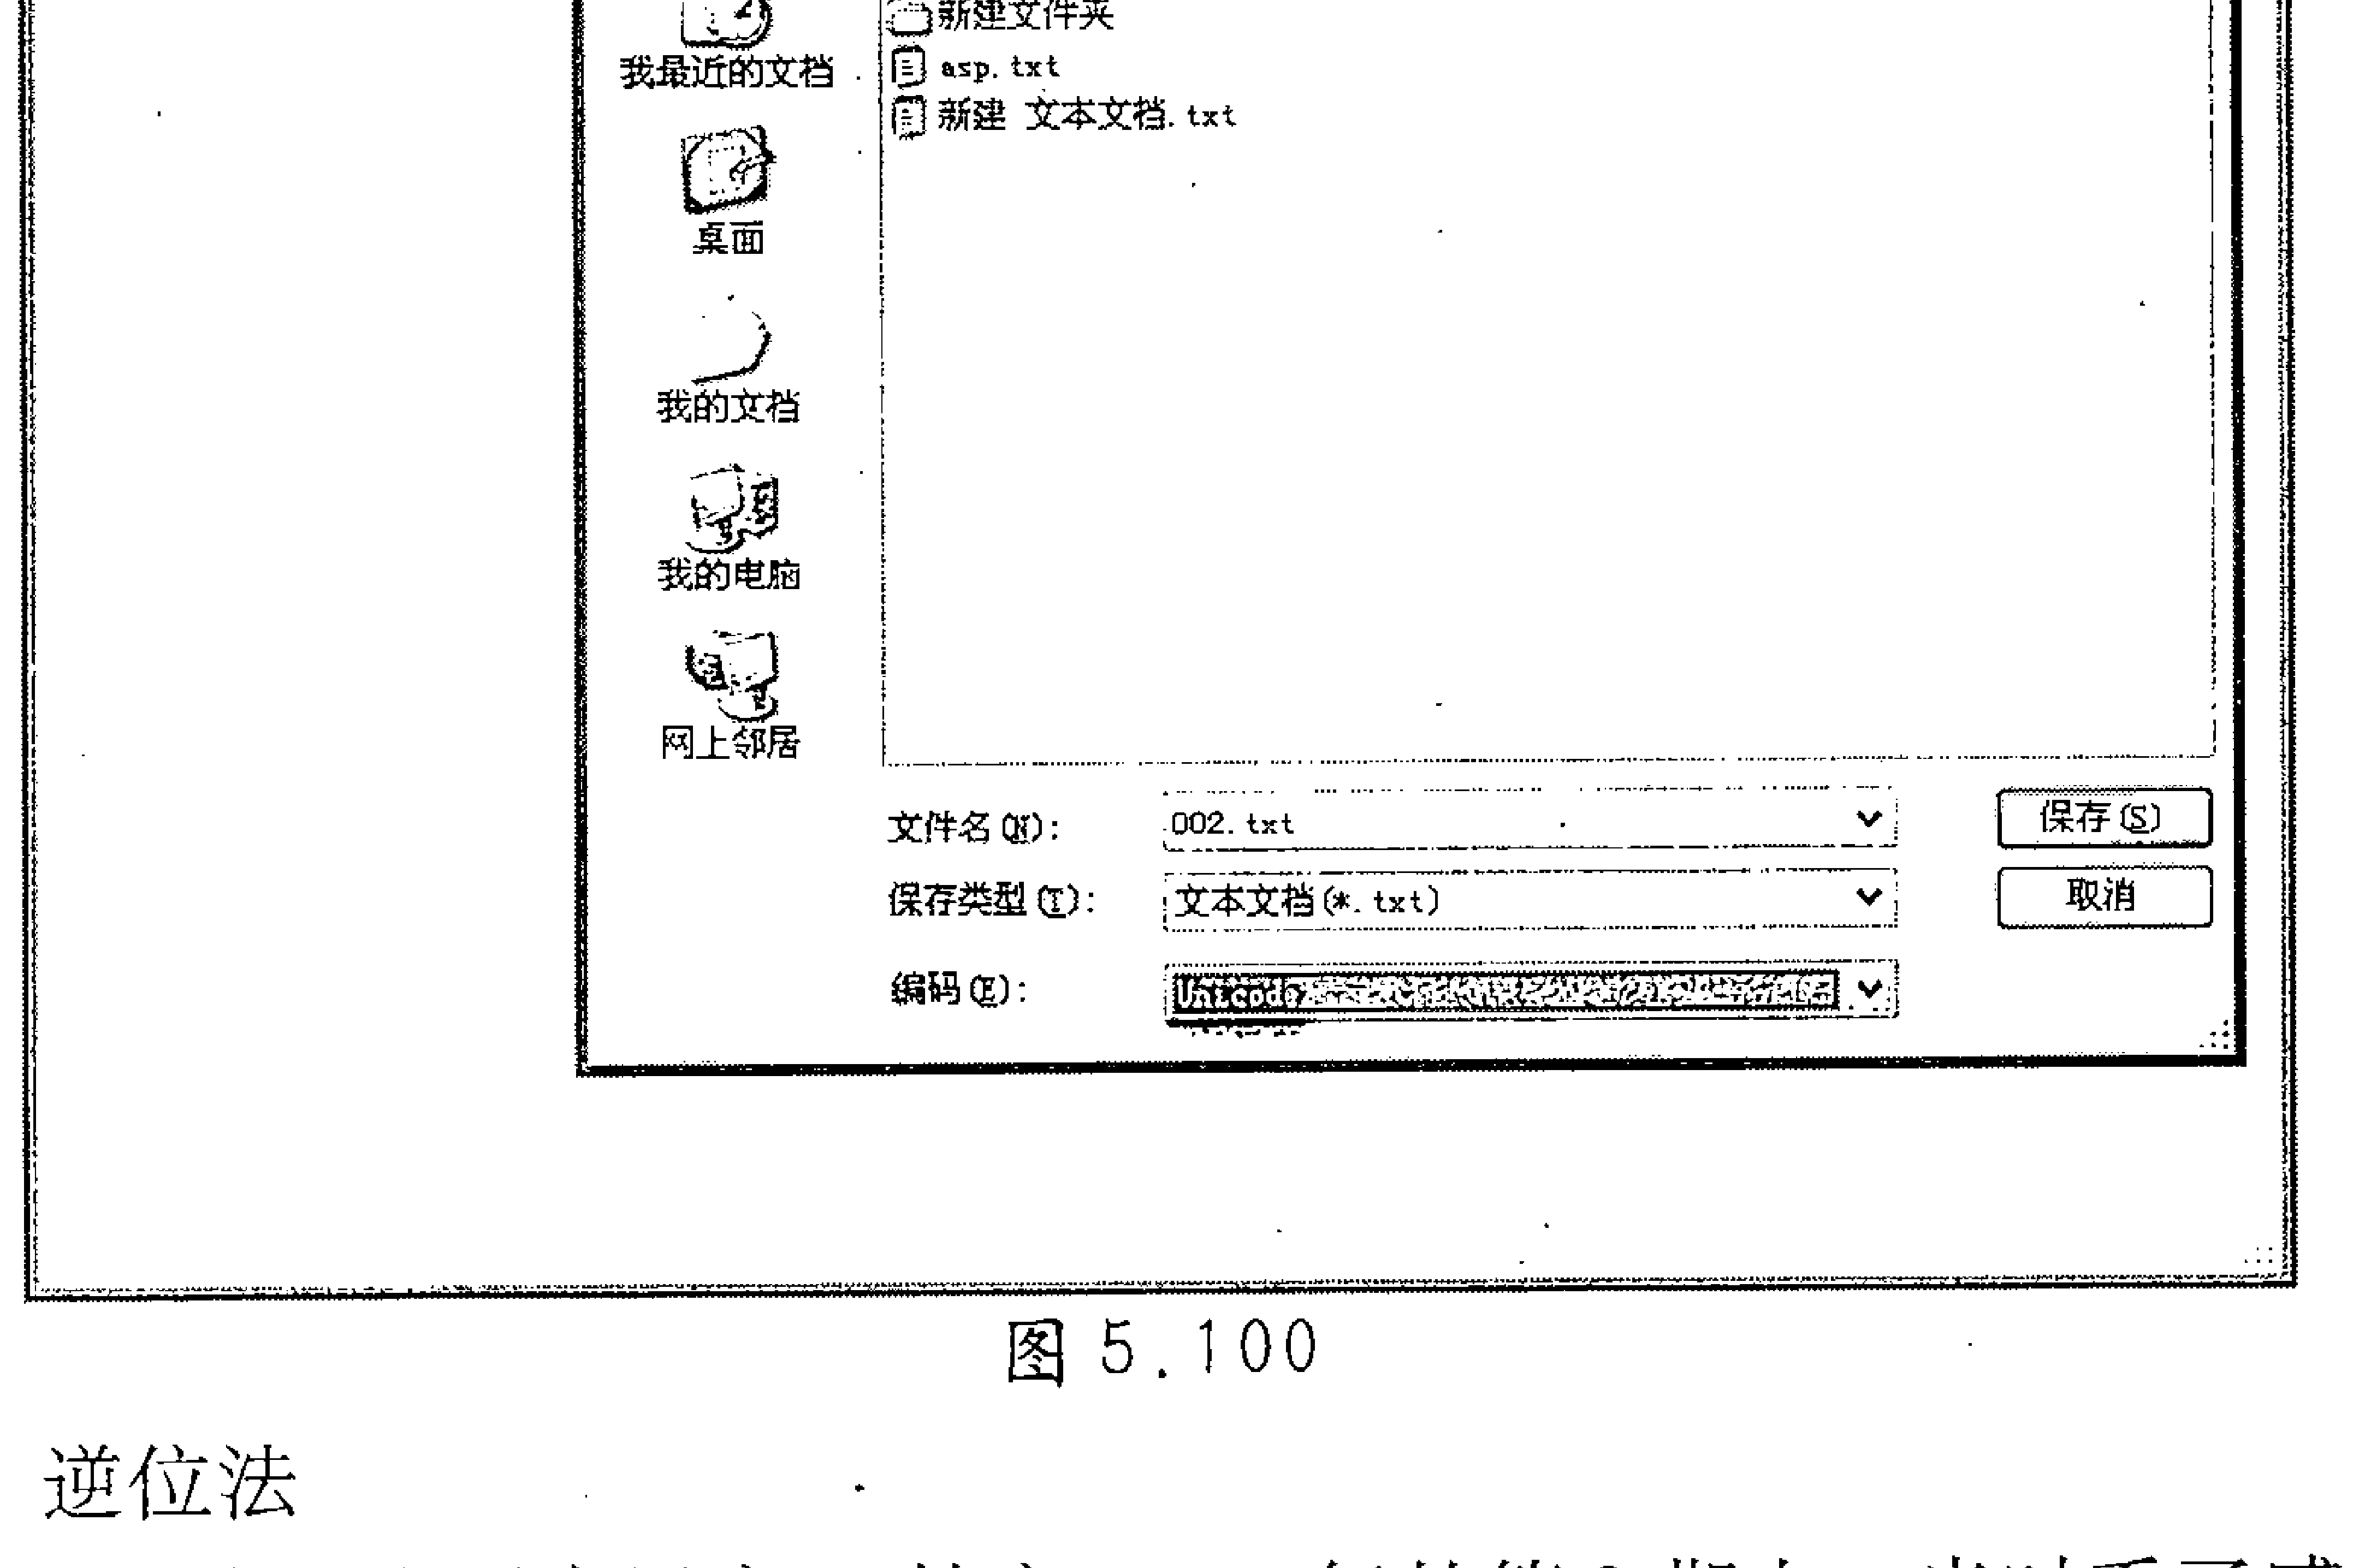 新建文件夹
我最近的文档
asp.txt
新建 文本文档.txt
桌面
我的文档
我的电脑
网上邻居
文件名(N):
002.txt
保存(S)
保存类型(T):
文本文档(*.txt)
取消
编码(E):
Unicode
图 5.100
逆位法